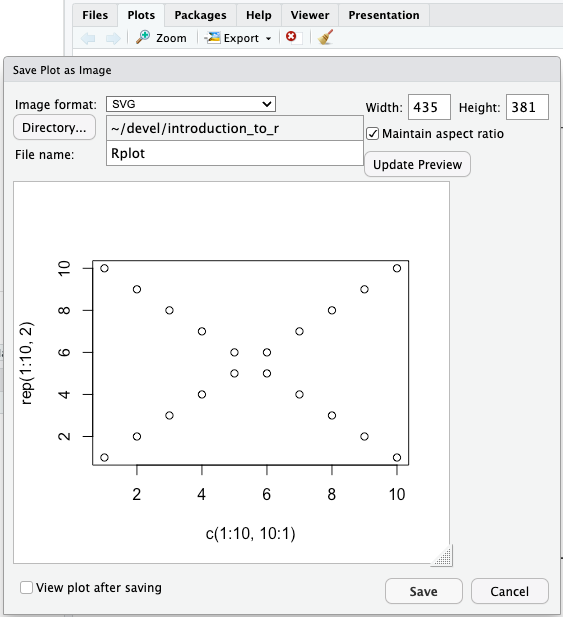 Files Plots Packages Help Viewer Presentation
Zoom Export
Save Plot as Image
Image format: SVG Width: 435 Height: 381
Directory... ~/devel/introduction_to_r Maintain aspect ratio
File name: Rplot Update Preview
rep(1:10, 2)
10
8
6
4
2
2 4 6 8 10
c(1:10, 10:1)
View plot after saving Save Cancel